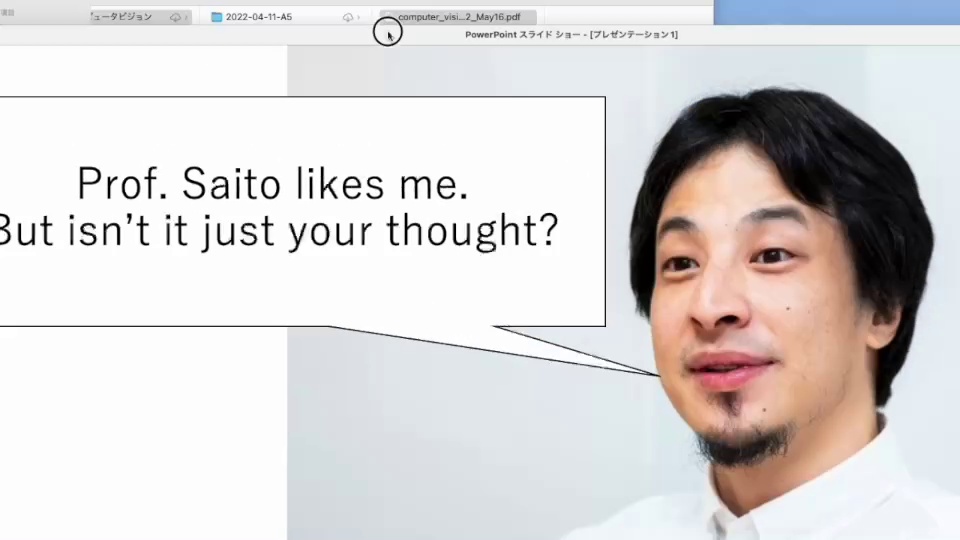 項目
ュータビジョン
2022-04-11-A5
computer_visi...2_May16.pdf
PowerPoint スライド ショー - [プレゼンテーション1]
Prof. Saito likes me.
But isn't it just your thought?